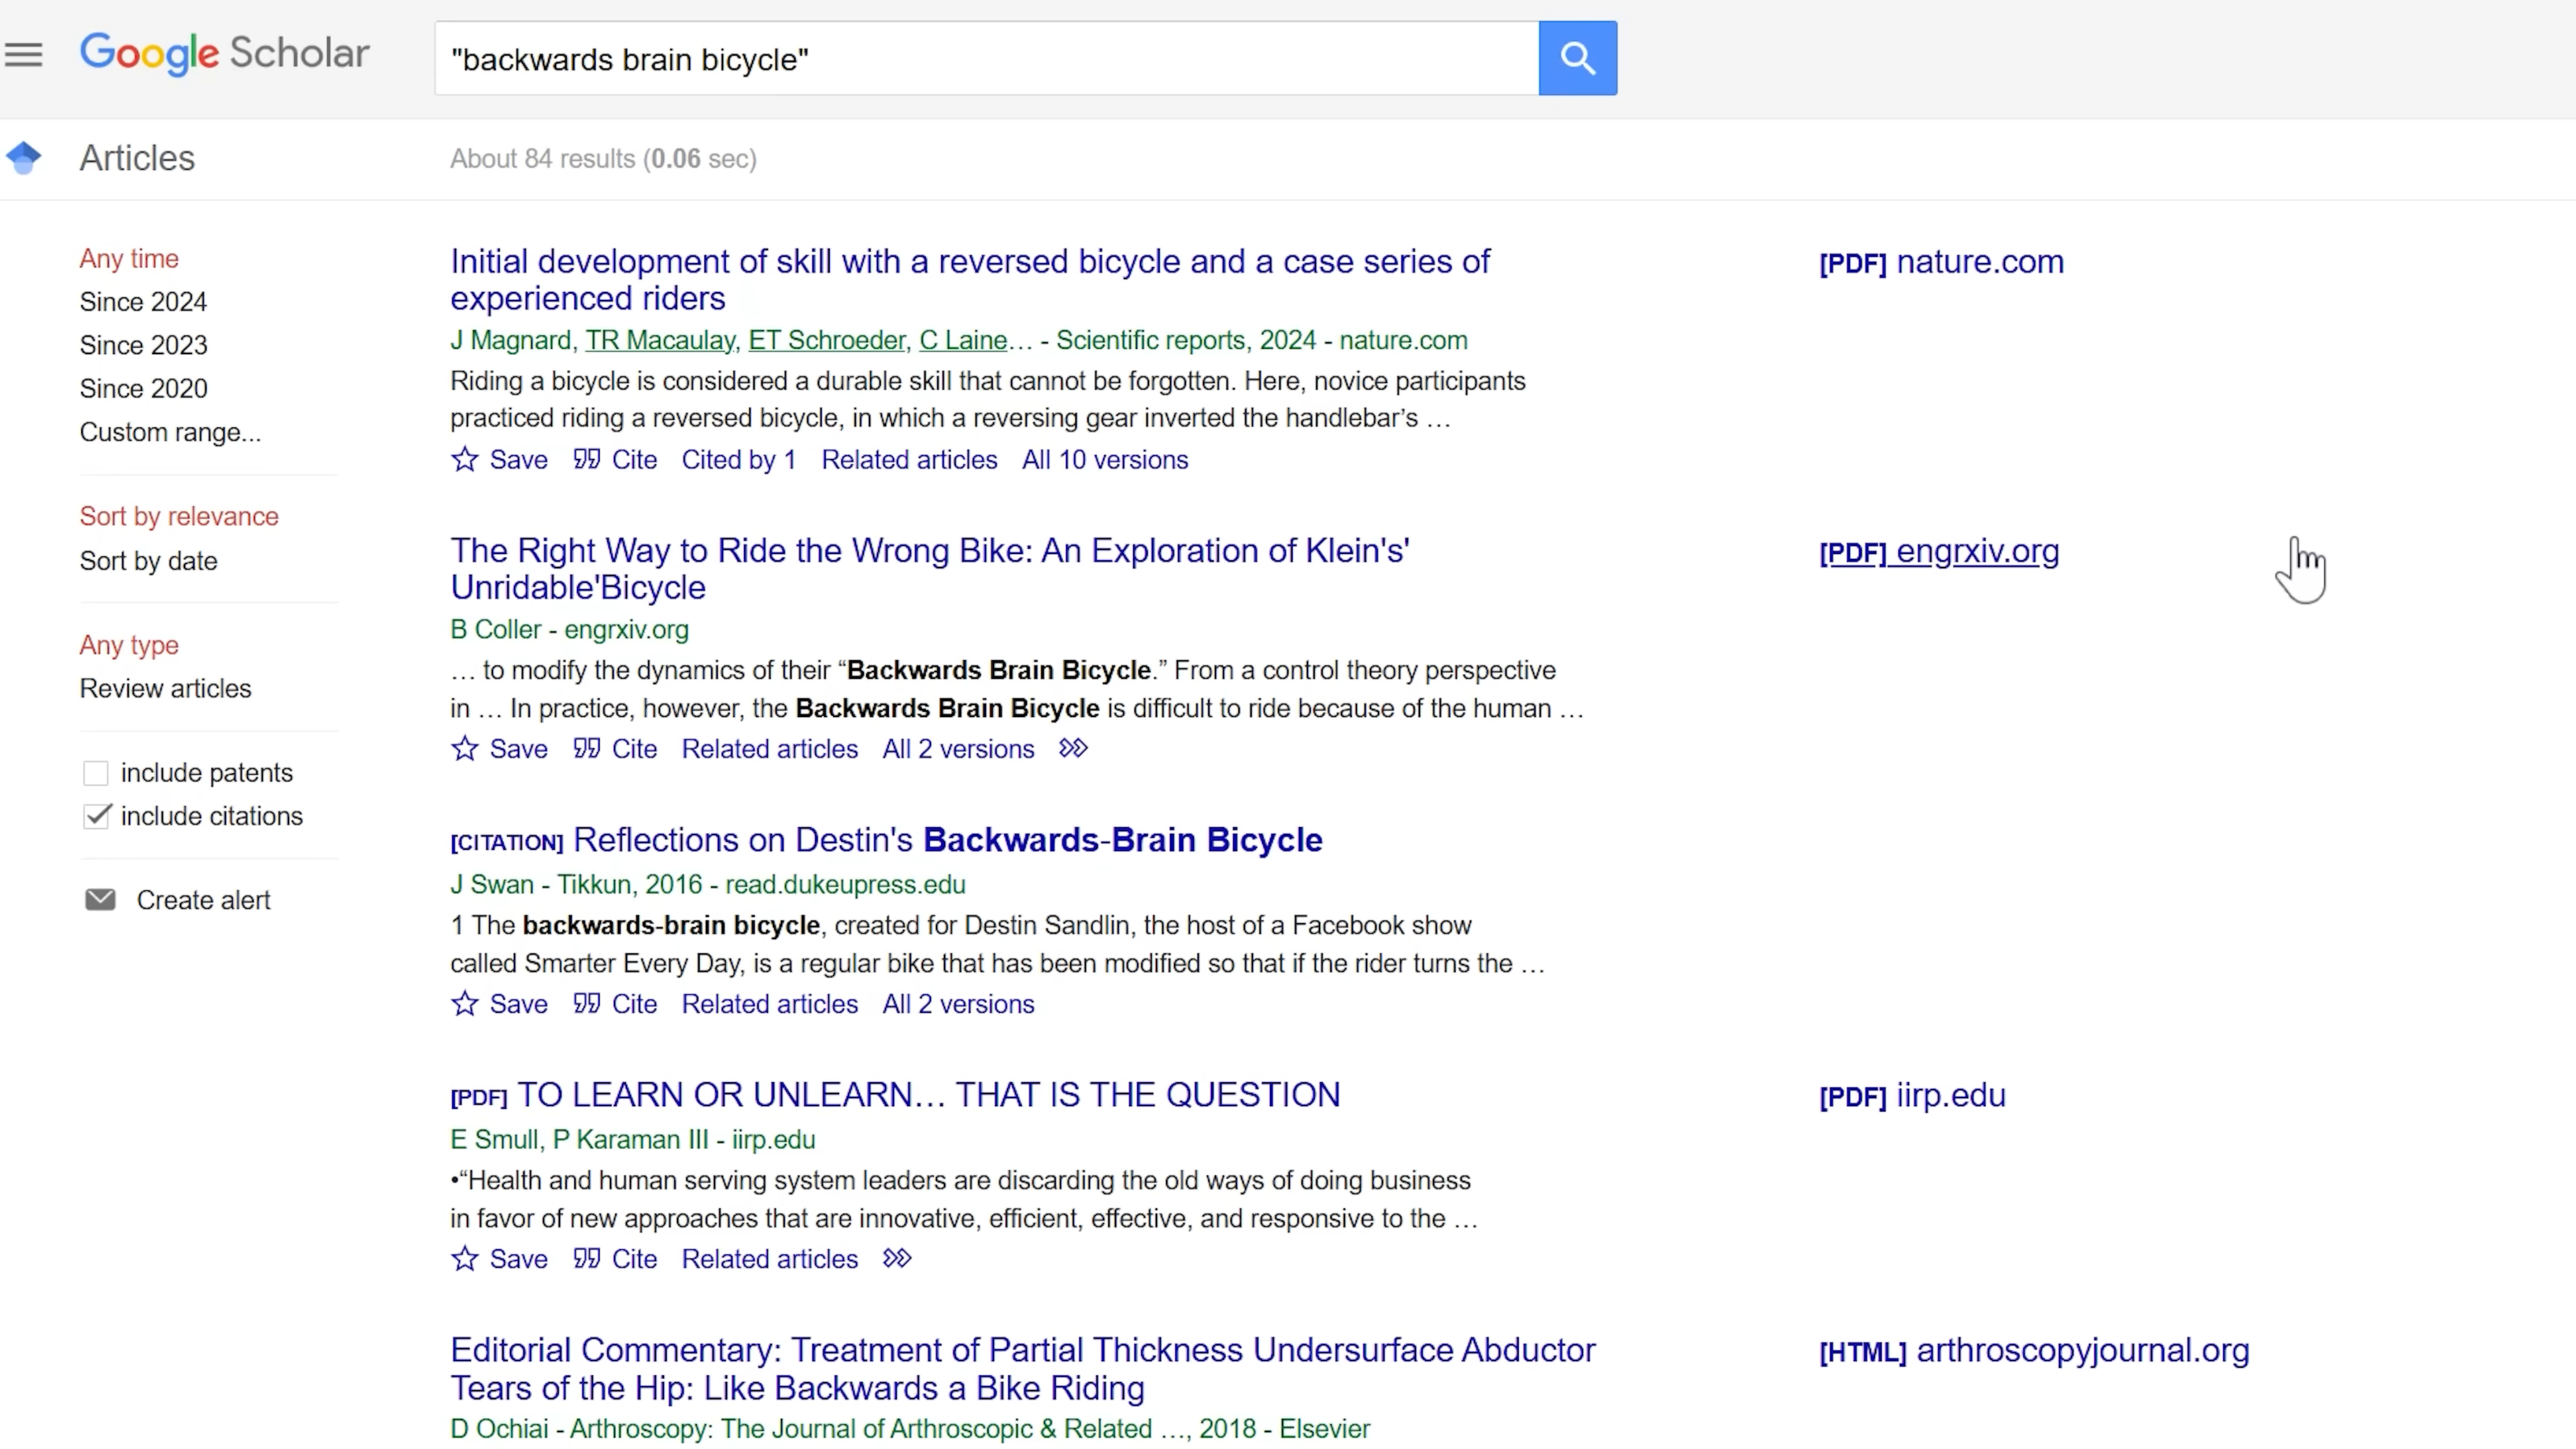 Google Scholar
"backwards brain bicycle"
Articles
About 84 results (0.06 sec)
Any time
Since 2024
Since 2023
Since 2020
Custom range...
Sort by relevance
Sort by date
Any type
Review articles
include patents
include citations
Create alert
Initial development of skill with a reversed bicycle and a case series of
experienced riders
[PDF] nature.com
J Magnard, TR Macaulay, ET Schroeder, C Laine… - Scientific reports, 2024 - nature.com
Riding a bicycle is considered a durable skill that cannot be forgotten. Here, novice participants
practiced riding a reversed bicycle, in which a reversing gear inverted the handlebar’s …
Save Cite Cited by 1 Related articles All 10 versions
The Right Way to Ride the Wrong Bike: An Exploration of Klein's'
Unridable'Bicycle
[PDF] engrxiv.org
B Coller - engrxiv.org
… to modify the dynamics of their “Backwards Brain Bicycle.” From a control theory perspective
in … In practice, however, the Backwards Brain Bicycle is difficult to ride because of the human …
Save Cite Related articles All 2 versions
[CITATION] Reflections on Destin's Backwards-Brain Bicycle
J Swan - Tikkun, 2016 - read.dukeupress.edu
1 The backwards-brain bicycle, created for Destin Sandlin, the host of a Facebook show
called Smarter Every Day, is a regular bike that has been modified so that if the rider turns the …
Save Cite Related articles All 2 versions
[PDF] TO LEARN OR UNLEARN… THAT IS THE QUESTION
[PDF] iirp.edu
E Smull, P Karaman III - iirp.edu
•“Health and human serving system leaders are discarding the old ways of doing business
in favor of new approaches that are innovative, efficient, effective, and responsive to the …
Save Cite Related articles
Editorial Commentary: Treatment of Partial Thickness Undersurface Abductor
Tears of the Hip: Like Backwards a Bike Riding
[HTML] arthroscopyjournal.org
D Ochiai - Arthroscopy: The Journal of Arthroscopic & Related …, 2018 - Elsevier